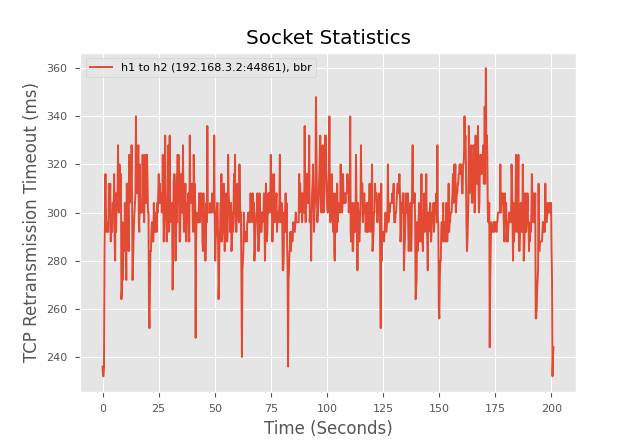 Socket Statistics
h1 to h2 (192.168.3.2:44861), bbr
TCP Retransmission Timeout (ms)
360
340
320
300
280
260
240
0 25 50 75 100 125 150 175 200
Time (Seconds)